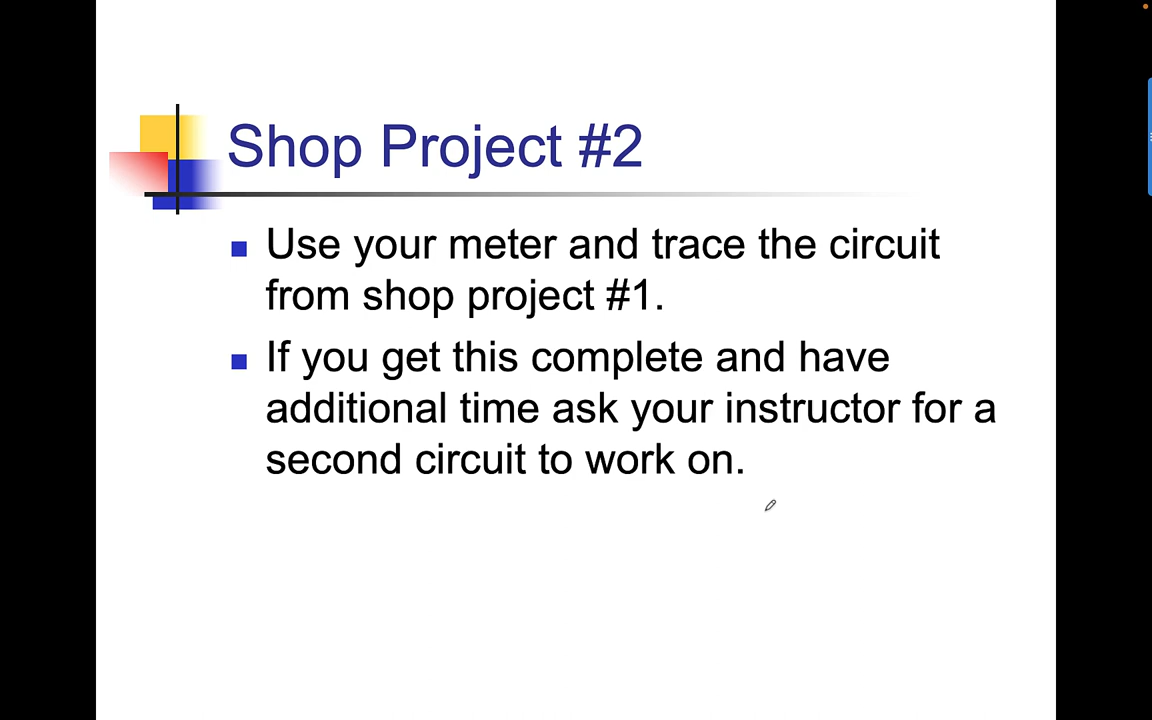 Shop Project #2
Use your meter and trace the circuit
from shop project #1.
If you get this complete and have
additional time ask your instructor for a
second circuit to work on.